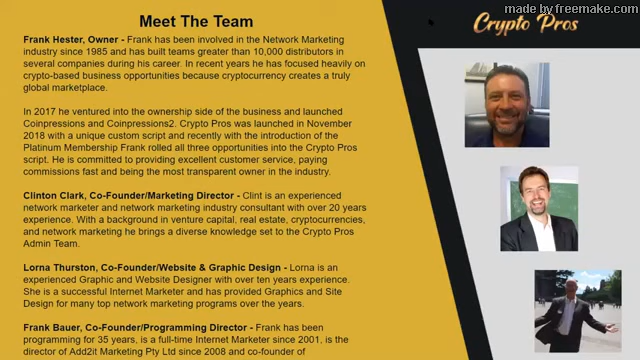 made by freemake.com
Meet The Team
Crypto Pros
Frank Hester, Owner - Frank has been involved in the Network Marketing
industry since 1985 and has built teams greater than 10,000 distributors in
several companies during his career. In recent years he has focused heavily on
crypto-based business opportunities because cryptocurrency creates a truly
global marketplace.
In 2017 he ventured into the ownership side of the business and launched
Coinpressions and Coinpressions2. Crypto Pros was launched in November
2018 with a unique custom script and recently with the introduction of the
Platinum Membership Frank rolled all three opportunities into the Crypto Pros
script. He is committed to providing excellent customer service, paying
commissions fast and being the most transparent owner in the industry.
Clinton Clark, Co-Founder/Marketing Director - Clint is an experienced
network marketer and network marketing industry consultant with over 20 years
experience. With a background in venture capital, real estate, cryptocurrencies,
and network marketing he brings a diverse knowledge set to the Crypto Pros
Admin Team.
Lorna Thurston, Co-Founder/Website & Graphic Design - Lorna is an
experienced Graphic and Website Designer with over ten years experience.
She is a successful Internet Marketer and has provided Graphics and Site
Design for many top network marketing programs over the years.
Frank Bauer, Co-Founder/Programming Director - Frank has been
programming for 35 years, is a full-time Internet Marketer since 2001, is the
director of Add2it Marketing Pty Ltd since 2008 and co-founder of